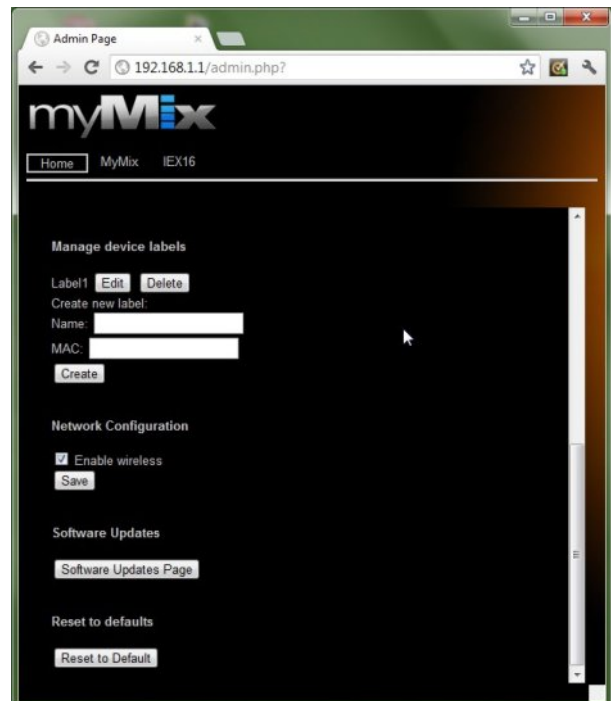 Admin Page
192.168.1.1/admin.php?
myMix
Home MyMix IEX16
Manage device labels
Label1 Edit Delete
Create new label:
Name:
MAC:
Create
Network Configuration
Enable wireless
Save
Software Updates
Software Updates Page
Reset to defaults
Reset to Default